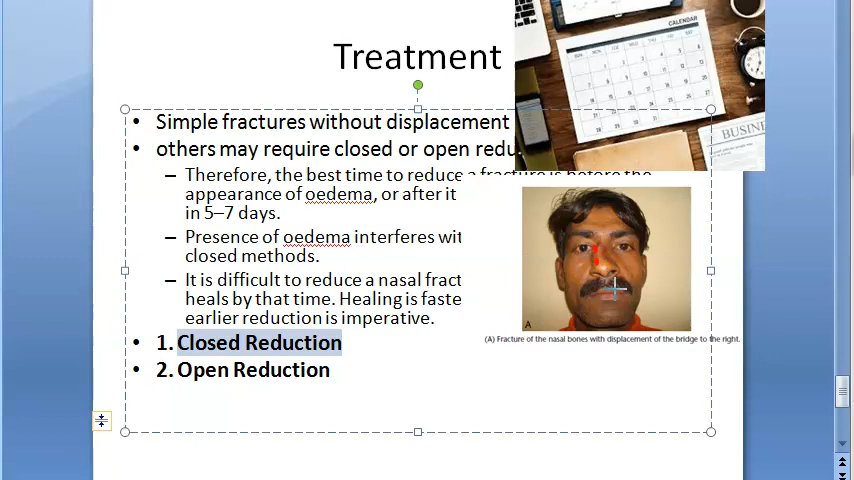 Treatment
CALENDAR
BUSINE
• Simple fractures without displacement
• others may require closed or open redu
– Therefore, the best time to reduce a fracture is before the
appearance of oedema, or after it
in 5–7 days.
– Presence of oedema interferes wit
closed methods.
– It is difficult to reduce a nasal fract
heals by that time. Healing is faste
earlier reduction is imperative.
• 1. Closed Reduction
• 2. Open Reduction
A
(A) Fracture of the nasal bones with displacement of the bridge to the right.